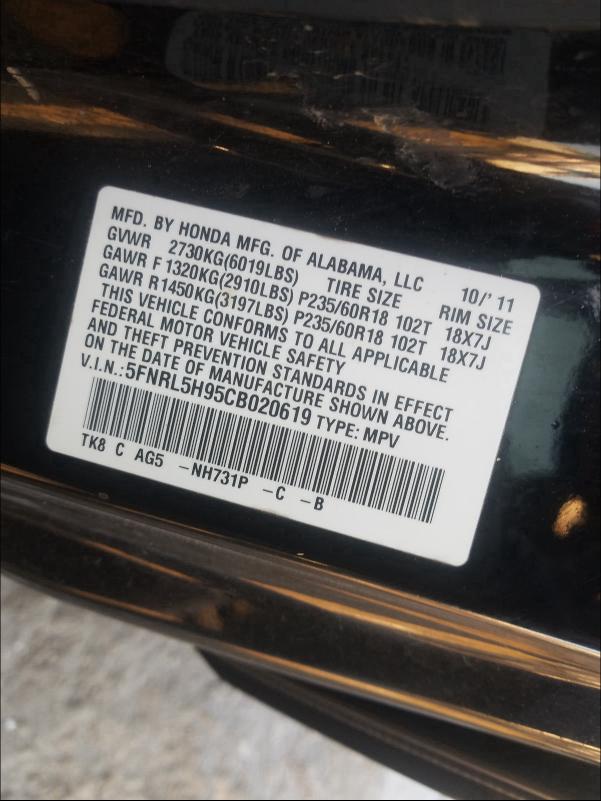 MFD. BY HONDA MFG. OF ALABAMA, LLC 10/'11
GVWR 2730KG(6019LBS) TIRE SIZE RIM SIZE
GAWR F 1320KG(2910LBS) P235/60R18 102T 18X7J
GAWR R1450KG(3197LBS) P235/60R18 102T 18X7J
THIS VEHICLE CONFORMS TO ALL APPLICABLE
FEDERAL MOTOR VEHICLE SAFETY
AND THEFT PREVENTION STANDARDS IN EFFECT
ON THE DATE OF MANUFACTURE SHOWN ABOVE.
V.I.N.:5FNRL5H95CB020619 TYPE: MPV
TK8 C AG5 -NH731P -C -B